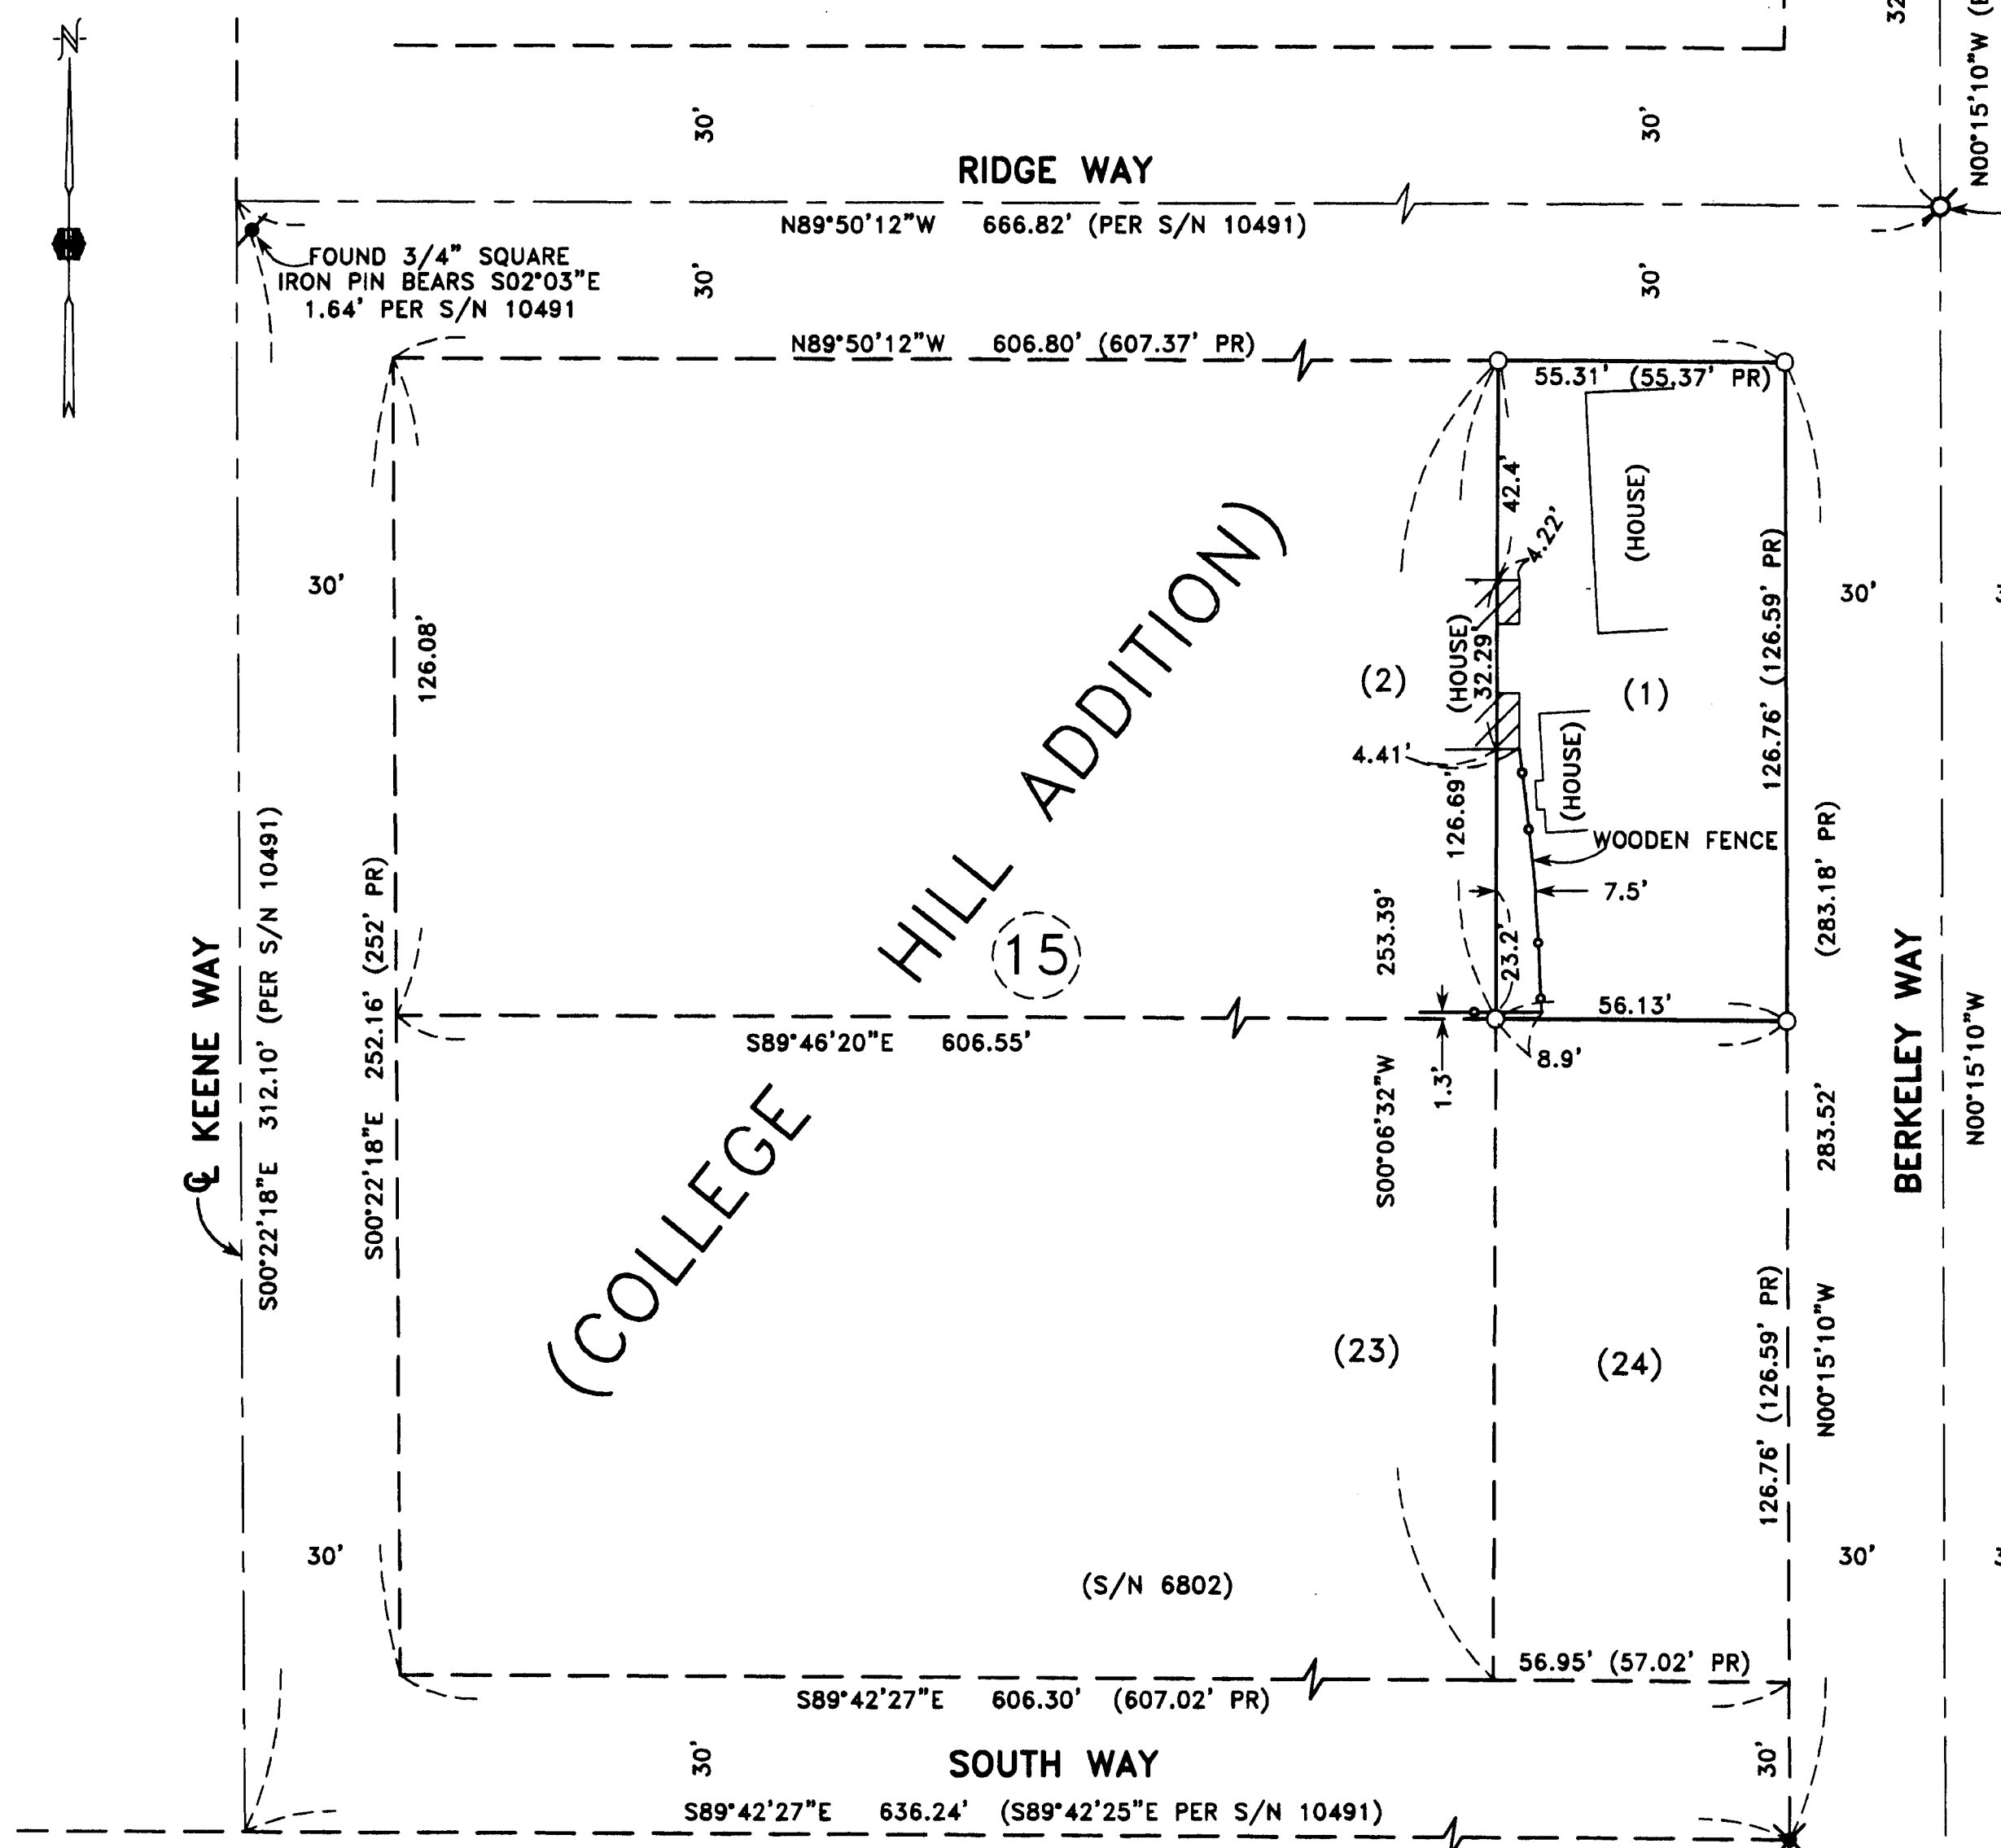 N
32
N00°15'10"W (
30'
30'
RIDGE WAY
N89°50'12"W 666.82' (PER S/N 10491)
FOUND 3/4" SQUARE
IRON PIN BEARS S02°03"E
1.64' PER S/N 10491
30'
30'
N89°50'12"W 606.80' (607.37' PR)
55.31' (55.37' PR)
42.4'
4.22'
(HOUSE)
30'
126.08'
(HOUSE)
32.29'
(2)
(1)
126.76' (126.59' PR)
30'
4.41'
(HOUSE)
126.69'
WOODEN FENCE
7.5'
23.2'
253.39'
(283.18' PR)
(COLLEGE HILL ADDITION)
15
℄ KEENE WAY
S00°22'18"E 312.10' (PER S/N 10491)
S00°22'18"E 252.16' (252' PR)
S89°46'20"E 606.55'
56.13'
8.9'
1.3'
S00°06'32"W
283.52'
BERKELEY WAY
N00°15'10"W
(23)
(24)
126.76' (126.59' PR)
N00°15'10"W
30'
30'
(S/N 6802)
56.95' (57.02' PR)
S89°42'27"E 606.30' (607.02' PR)
30'
SOUTH WAY
30'
S89°42'27"E 636.24' (S89°42'25"E PER S/N 10491)